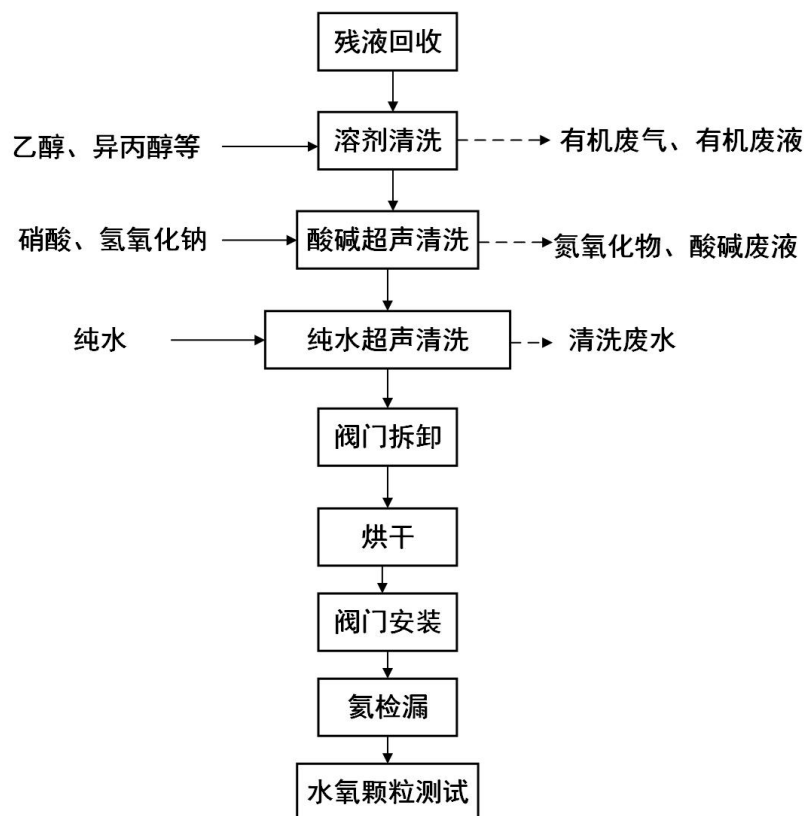 残液回收
乙醇、异丙醇等
溶剂清洗
有机废气、有机废液
硝酸、氢氧化钠
酸碱超声清洗
氮氧化物、酸碱废液
纯水
纯水超声清洗
清洗废水
阀门拆卸
烘干
阀门安装
氦检漏
水氧颗粒测试